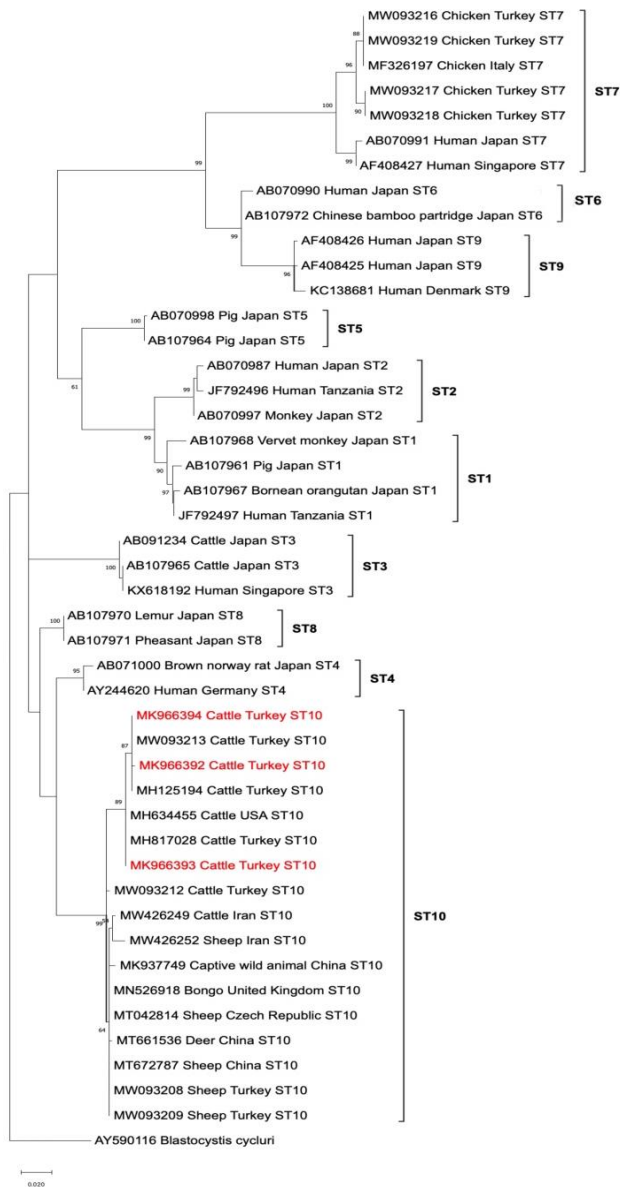 MW093216 Chicken Turkey ST7
88
MW093219 Chicken Turkey ST7
96
MF326197 Chicken Italy ST7
ST7
MW093217 Chicken Turkey ST7
100
90
MW093218 Chicken Turkey ST7
AB070991 Human Japan ST7
99
99
AF408427 Human Singapore ST7
AB070990 Human Japan ST6
ST6
AB107972 Chinese bamboo partridge Japan ST6
99
AF408426 Human Japan ST9
AF408425 Human Japan ST9
ST9
96
KC138681 Human Denmark ST9
AB070998 Pig Japan ST5
100
ST5
AB107964 Pig Japan ST5
AB070987 Human Japan ST2
61
99
JF792496 Human Tanzania ST2
ST2
AB070997 Monkey Japan ST2
99
AB107968 Vervet monkey Japan ST1
90
AB107961 Pig Japan ST1
ST1
97
AB107967 Bornean orangutan Japan ST1
JF792497 Human Tanzania ST1
AB091234 Cattle Japan ST3
100
AB107965 Cattle Japan ST3
ST3
KX618192 Human Singapore ST3
AB107970 Lemur Japan ST8
100
ST8
AB107971 Pheasant Japan ST8
AB071000 Brown norway rat Japan ST4
95
ST4
AY244620 Human Germany ST4
MK966394 Cattle Turkey ST10
MW093213 Cattle Turkey ST10
87
MK966392 Cattle Turkey ST10
MH125194 Cattle Turkey ST10
89
MH634455 Cattle USA ST10
MH817028 Cattle Turkey ST10
MK966393 Cattle Turkey ST10
MW093212 Cattle Turkey ST10
MW426249 Cattle Iran ST10
ST10
99
MW426252 Sheep Iran ST10
MK937749 Captive wild animal China ST10
MN526918 Bongo United Kingdom ST10
MT042814 Sheep Czech Republic ST10
64
MT661536 Deer China ST10
MT672787 Sheep China ST10
MW093208 Sheep Turkey ST10
MW093209 Sheep Turkey ST10
AY590116 Blastocystis cycluri
0.020